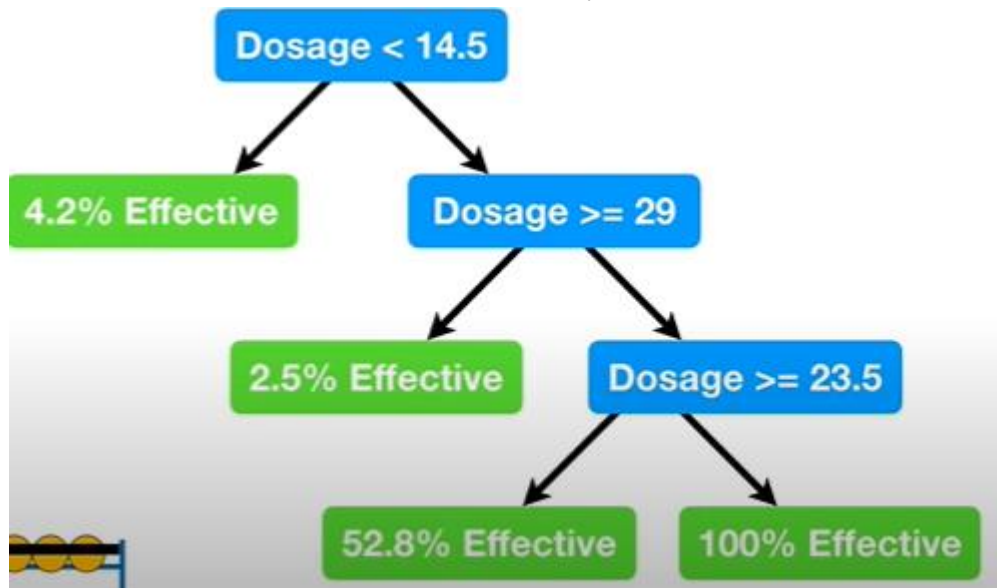 Dosage < 14.5
4.2% Effective
Dosage >= 29
2.5% Effective
Dosage >= 23.5
52.8% Effective
100% Effective